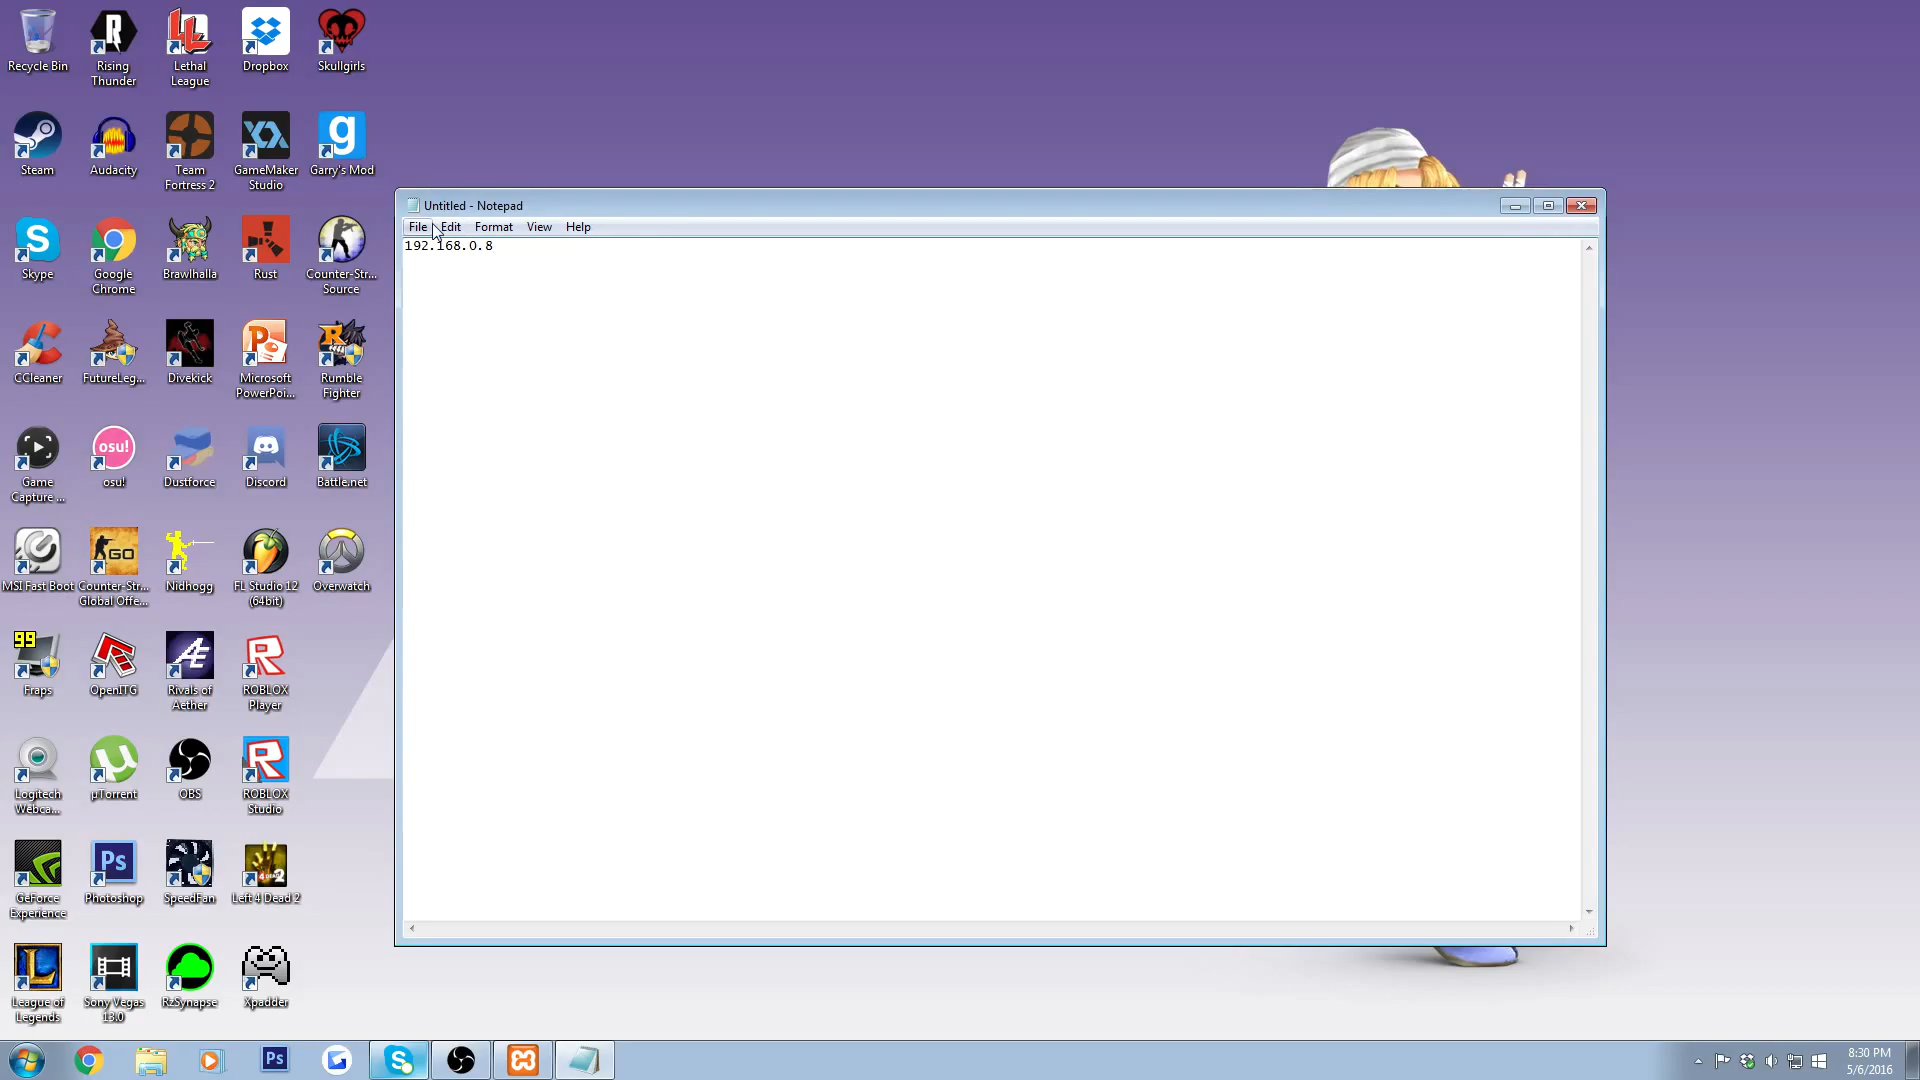 Recycle Bin
Rising
Thunder
Lethal
League
Dropbox
Skullgirls
Steam
Audacity
Team
Fortress 2
GameMaker
Studio
g
Garry's Mod
Skype
Google
Chrome
Brawlhalla
Rust
Counter-Str...
Source
CCleaner
FutureLeg...
Divekick
Microsoft
PowerPoi...
Rumble
Fighter
Game
Capture ...
osu!
osu!
Dustforce
Discord
Battle.net
MSI Fast Boot
GO
Counter-Str...
Global Offe...
Nidhogg
FL Studio 12
(64bit)
Overwatch
99
Fraps
OpenITG
Rivals of
Aether
ROBLOX
Player
Logitech
Webca...
µTorrent
OBS
ROBLOX
Studio
GeForce
Experience
Ps
Photoshop
SpeedFan
Left 4 Dead 2
League of
Legends
Sony Vegas
13.0
RzSynapse
Xpadder
Untitled - Notepad
File Edit Format View Help
192.168.0.8
Ps
8:30 PM
5/6/2016